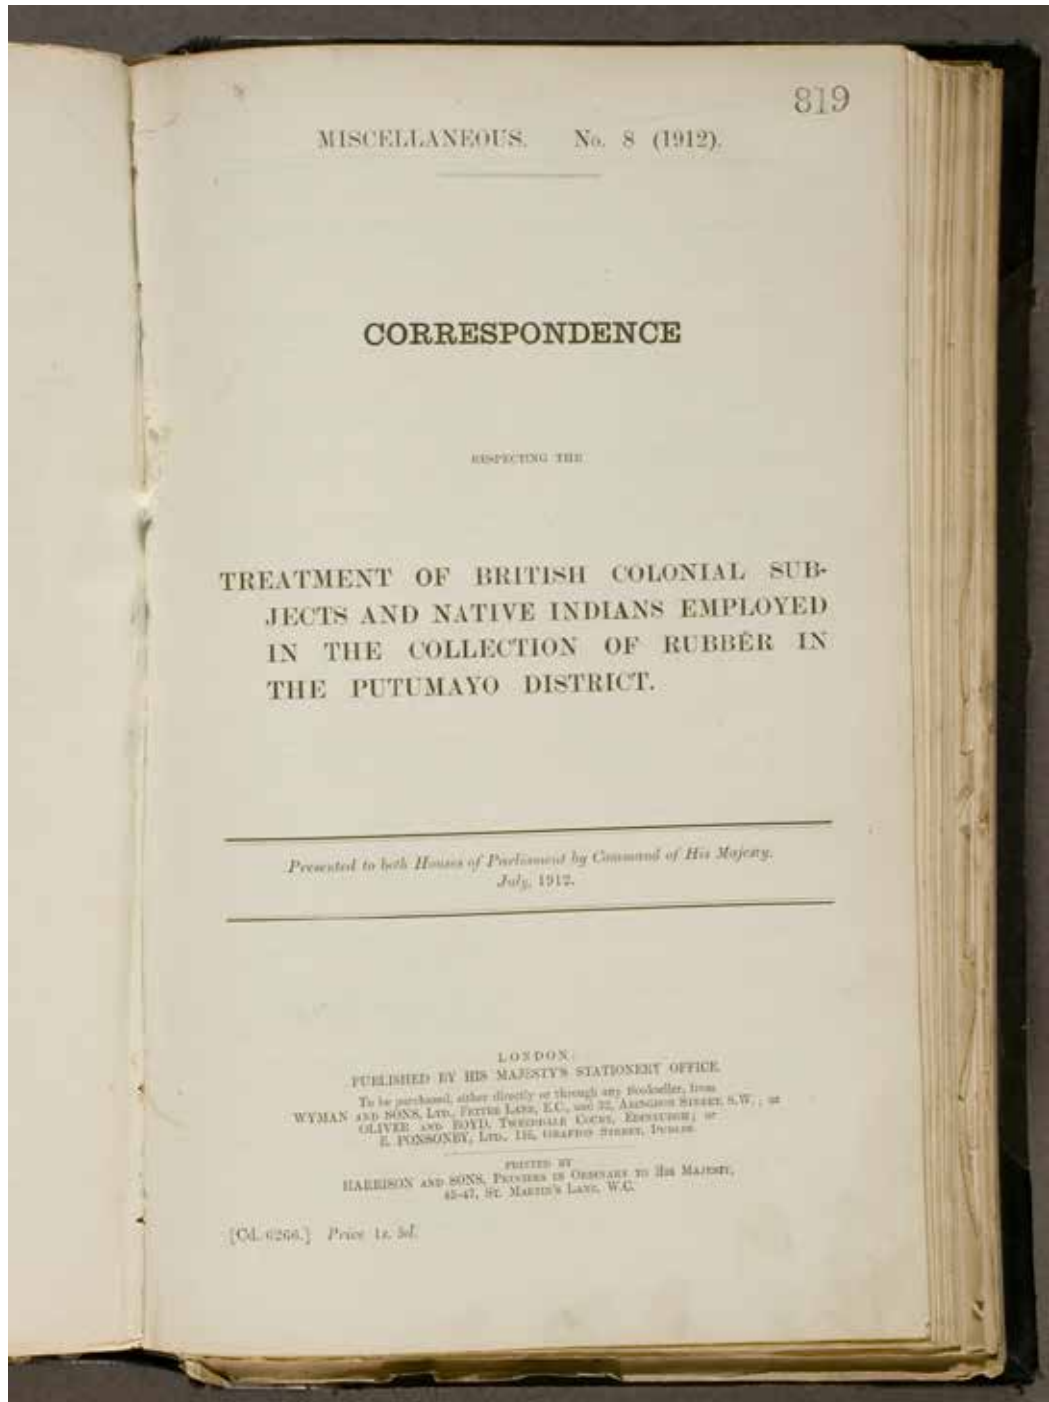 819
MISCELLANEOUS. No. 8 (1912).
CORRESPONDENCE
RESPECTING THE
TREATMENT OF BRITISH COLONIAL SUB-
JECTS AND NATIVE INDIANS EMPLOYED
IN THE COLLECTION OF RUBBER IN
THE PUTUMAYO DISTRICT.
Presented to both Houses of Parliament by Command of His Majesty.
July, 1912.
LONDON:
PUBLISHED BY HIS MAJESTY'S STATIONERY OFFICE.
To be purchased, either directly or through any Bookseller, from
WYMAN AND SONS, LTD., FETTER LANE, E.C., and 32, ABINGDON STREET, S.W.; or
OLIVER AND BOYD, TWEEDDALE COURT, EDINBURGH; or
E. PONSONBY, LTD., 116, GRAFTON STREET, DUBLIN.
PRINTED BY
HARRISON AND SONS, PRINTERS IN ORDINARY TO HIS MAJESTY,
45-47, ST. MARTIN'S LANE, W.C.
[Cd. 6266.] Price 1s. 5d.